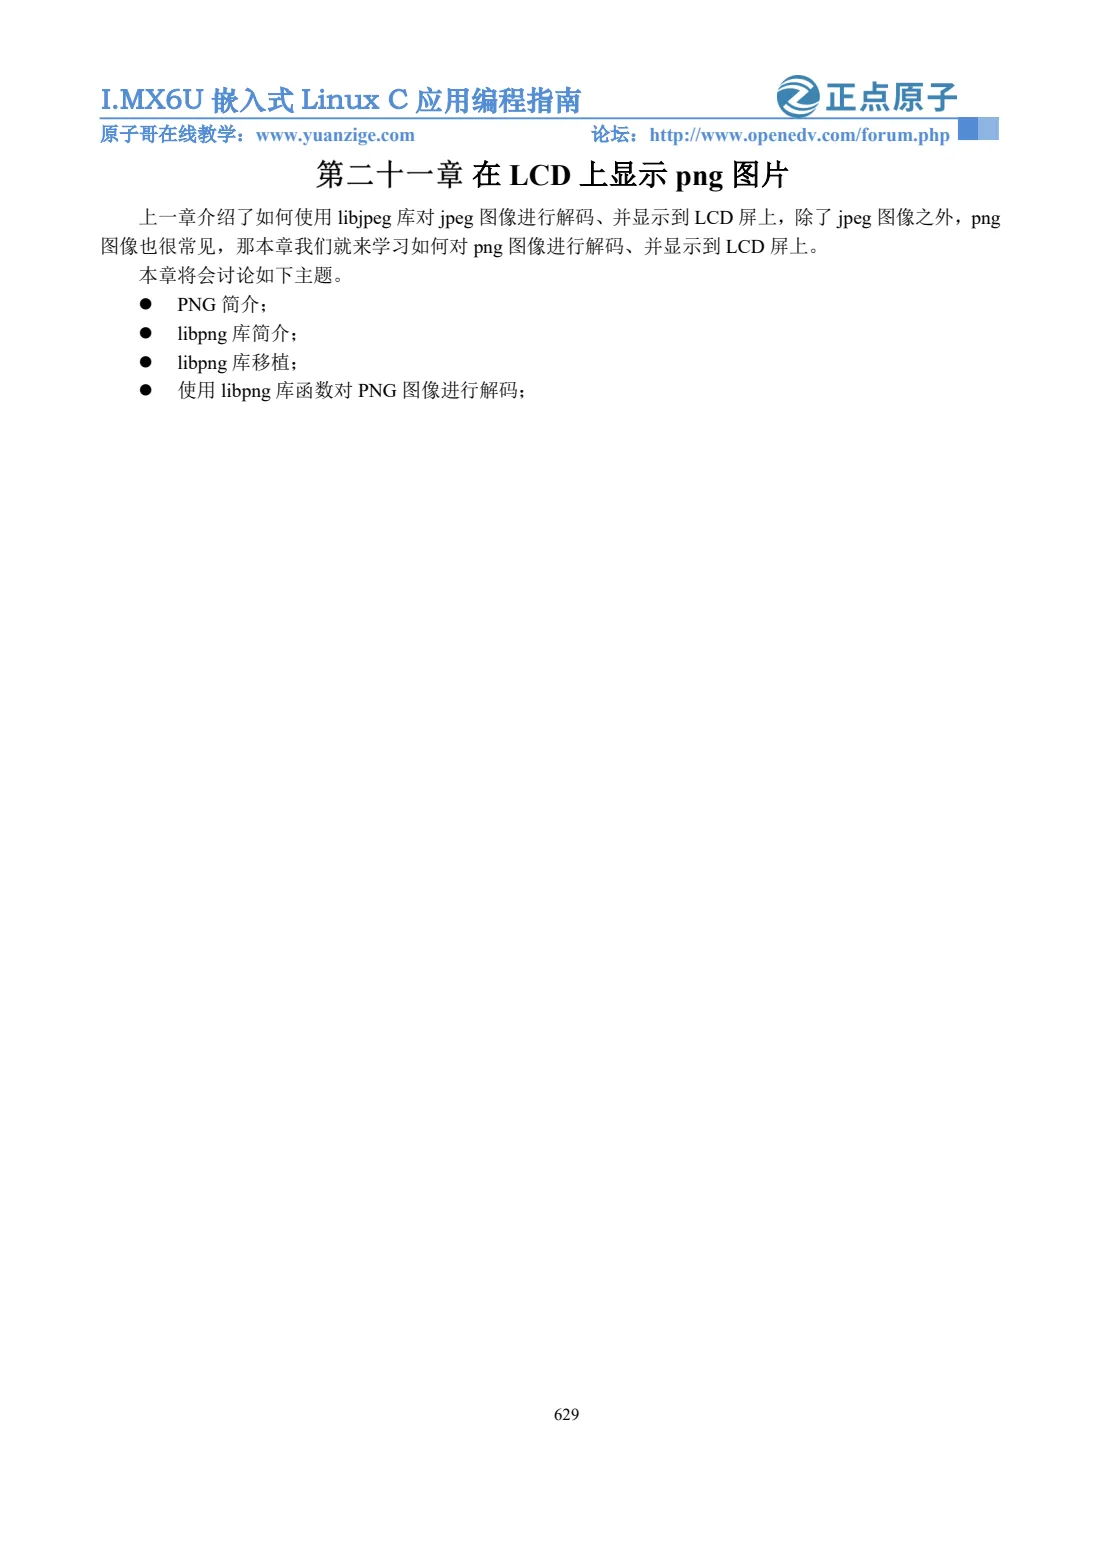 I.MX6U 嵌入式 Linux C 应用编程指南
正点原子
原子哥在线教学：www.yuanzige.com 论坛：http://www.openedv.com/forum.php
第二十一章 在 LCD 上显示 png 图片
上一章介绍了如何使用 libjpeg 库对 jpeg 图像进行解码、并显示到 LCD 屏上，除了 jpeg 图像之外，png
图像也很常见，那本章我们就来学习如何对 png 图像进行解码、并显示到 LCD 屏上。
本章将会讨论如下主题。
● PNG 简介；
● libpng 库简介；
● libpng 库移植；
● 使用 libpng 库函数对 PNG 图像进行解码；
629